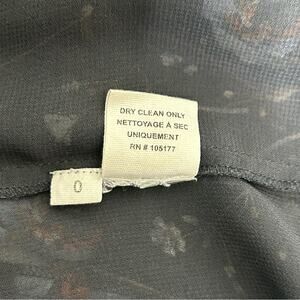 DRY CLEAN ONLY
NETTOYAGE À SEC
UNIQUEMENT
RN # 105177
0